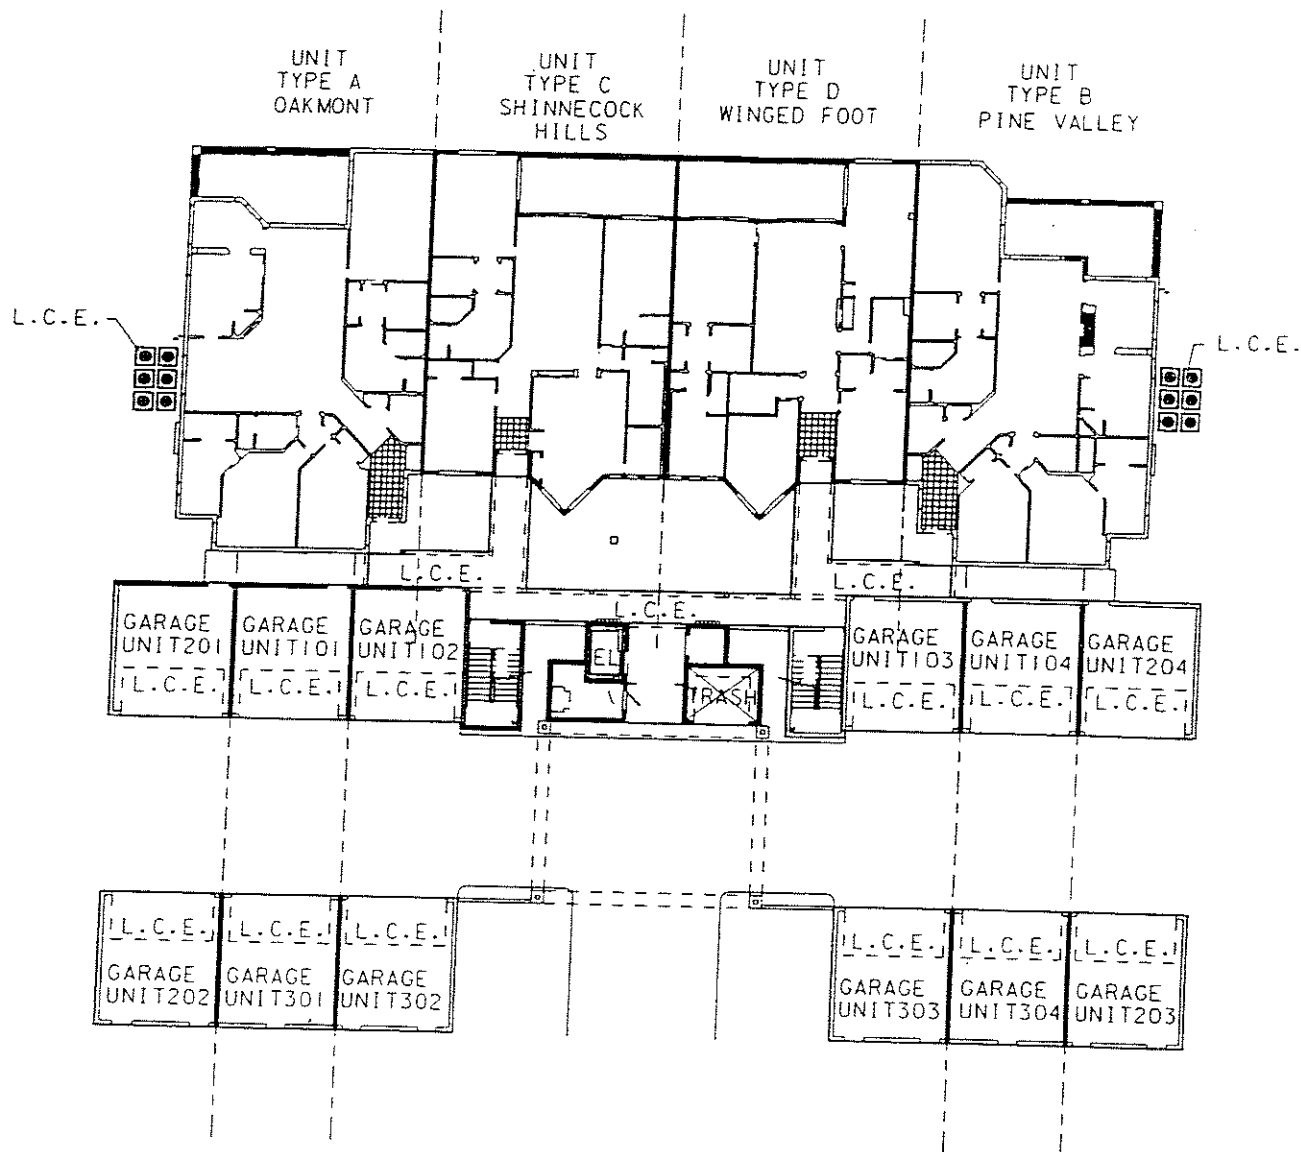 UNIT
TYPE A
OAKMONT
UNIT
TYPE C
SHINNECOCK
HILLS
UNIT
TYPE D
WINGED FOOT
UNIT
TYPE B
PINE VALLEY
L.C.E.
L.C.E.
L.C.E.
L.C.E.
L.C.E.
GARAGE
UNIT201
L.C.E.
GARAGE
UNIT101
L.C.E.
GARAGE
UNIT102
L.C.E.
EL
TRASH
GARAGE
UNIT103
L.C.E.
GARAGE
UNIT104
L.C.E.
GARAGE
UNIT204
L.C.E.
L.C.E.
GARAGE
UNIT202
L.C.E.
GARAGE
UNIT301
L.C.E.
GARAGE
UNIT302
L.C.E.
GARAGE
UNIT303
L.C.E.
GARAGE
UNIT304
L.C.E.
GARAGE
UNIT203